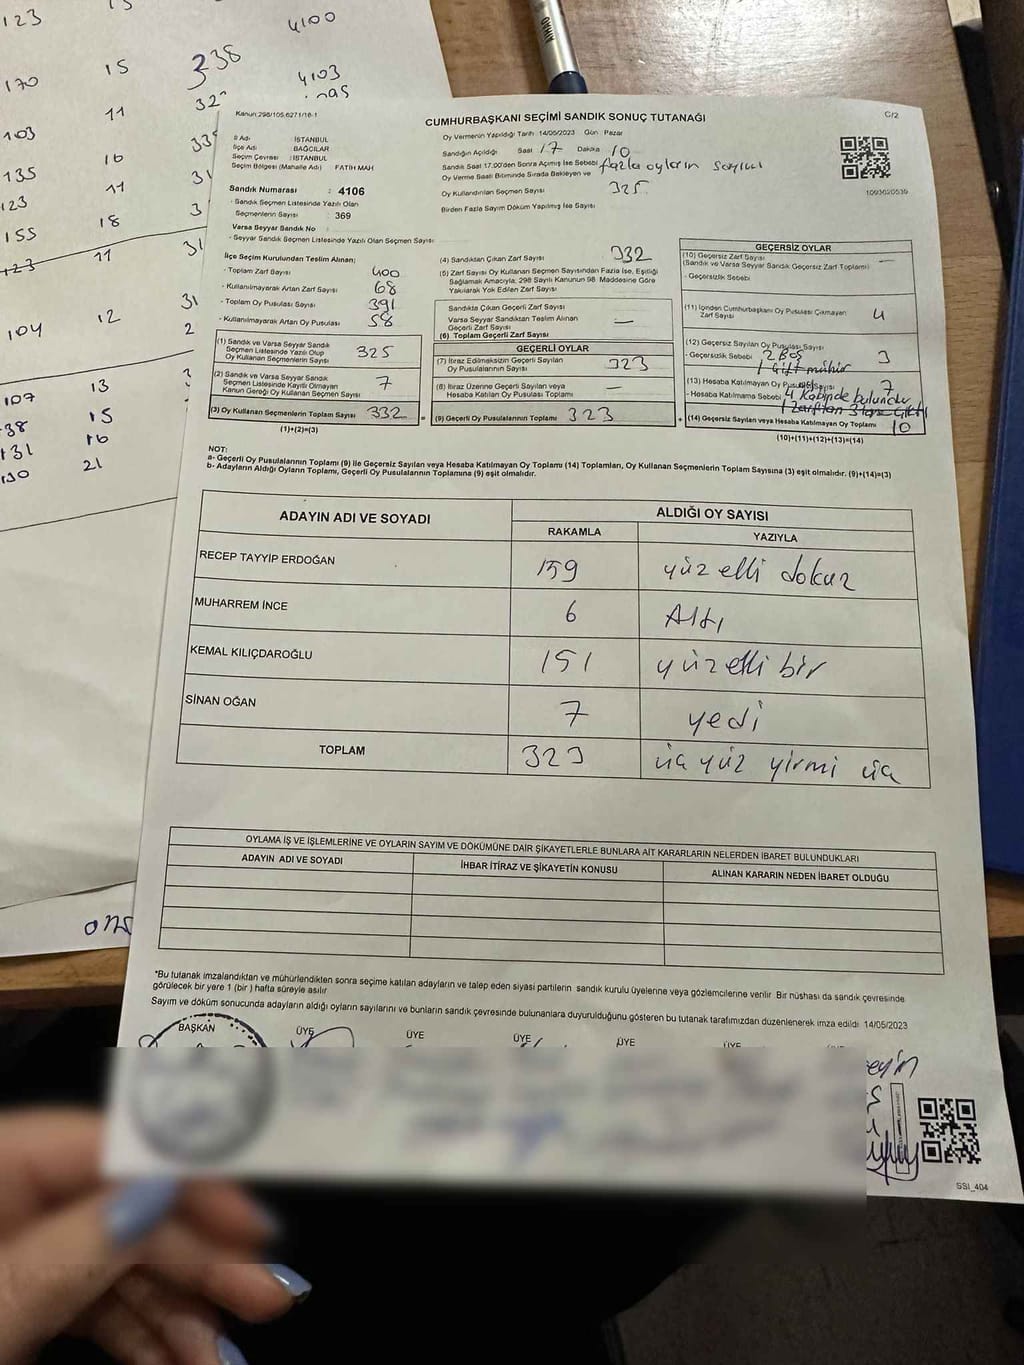 123
15
4100
170
15
338
4103
103
11
135
16
123
11
155
18
123
11
31
104
12
31
107
13
15
131
16
130
21
Kanun:298/105,6271/16-1
CUMHURBAŞKANI SEÇİMİ SANDIK SONUÇ TUTANAĞI
C/2
İl Adı : İSTANBUL
İlçe Adı : BAĞCILAR
Seçim Çevresi : İSTANBUL
Seçim Bölgesi (Mahalle Adı) FATİH MAH
Sandık Numarası : 4106
- Sandık Seçmen Listesinde Yazılı Olan
Seçmenlerin Sayısı : 369
Varsa Seyyar Sandık No :
- Seyyar Sandık Seçmen Listesinde Yazılı Olan Seçmen Sayısı:
Oy Vermenin Yapıldığı Tarih: 14/05/2023 Gün: Pazar
Sandığın Açıldığı Saat 17 Dakika 10
Sandık Saat 17.00'den Sonra Açılmış İse Sebebi fazla oyların sayımı
Oy Verme Saati Bitiminde Sırada Bekleyen ve
Oy Kullandırılan Seçmen Sayısı 325
Birden Fazla Sayım Döküm Yapılmış İse Sayısı
1093620539
İlçe Seçim Kurulundan Teslim Alınan;
- Toplam Zarf Sayısı 400
- Kullanılmayarak Artan Zarf Sayısı 68
- Toplam Oy Pusulası Sayısı 391
- Kullanılmayarak Artan Oy Pusulası 58
(1) Sandık ve Varsa Seyyar Sandık
Seçmen Listesinde Yazılı Olup
Oy Kullanan Seçmenlerin Sayısı 325
(2) Sandık ve Varsa Seyyar Sandık
Seçmen Listesinde Kayıtlı Olmayan
Kanun Gereği Oy Kullanan Seçmen Sayısı 7
(3) Oy Kullanan Seçmenlerin Toplam Sayısı 332 =
(1)+(2)=(3)
(4) Sandıktan Çıkan Zarf Sayısı 332
(5) Zarf Sayısı Oy Kullanan Seçmen Sayısından Fazla İse, Eşitliği
Sağlamak Amacıyla, 298 Sayılı Kanunun 98. Maddesine Göre
Yakılarak Yok Edilen Zarf Sayısı
Sandıkta Çıkan Geçerli Zarf Sayısı
Varsa Seyyar Sandıktan Teslim Alınan
Geçerli Zarf Sayısı —
(6) Toplam Geçerli Zarf Sayısı
GEÇERLİ OYLAR
(7) İtiraz Edilmeksizin Geçerli Sayılan
Oy Pusulasının Sayısı 323
(8) İtiraz Üzerine Geçerli Sayılan veya
Hesaba Katılan Oy Pusulası Toplamı —
(9) Geçerli Oy Pusulalarının Toplamı 323 +
GEÇERSİZ OYLAR
(10) Geçersiz Zarf Sayısı
(Sandık ve Varsa Seyyar Sandık Geçersiz Zarf Toplamı) —
- Geçersizlik Sebebi
(11) İçinden Cumhurbaşkanı Oy Pusulası Çıkmayan
Zarf Sayısı 4
(12) Geçersiz Sayılan Oy Pusulası Sayısı
- Geçersizlik Sebebi 2 BOŞ 3
1 Çift mühür
(13) Hesaba Katılmayan Oy Pusulası Sayısı 7
- Hesaba Katılmama Sebebi 4 Kabinde bulundu
1 zarftan 3 tane çıktı
(14) Geçersiz Sayılan veya Hesaba Katılmayan Oy Toplamı 10
(10)+(11)+(12)+(13)=(14)
NOT:
a- Geçerli Oy Pusulasının Toplamı (9) ile Geçersiz Sayılan veya Hesaba Katılmayan Oy Toplamı (14) Toplamları, Oy Kullanan Seçmenlerin Toplam Sayısına (3) eşit olmalıdır. (9)+(14)=(3)
b- Adayların Aldığı Oyların Toplamı, Geçerli Oy Pusulalarının Toplamına (9) eşit olmalıdır.
ADAYIN ADI VE SOYADI
ALDIĞI OY SAYISI
RAKAMLA
YAZIYLA
RECEP TAYYİP ERDOĞAN 159 yüz elli dokuz
MUHARREM İNCE 6 Altı
KEMAL KILIÇDAROĞLU 151 yüz elli bir
SİNAN OĞAN 7 yedi
TOPLAM 323 üç yüz yirmi üç
OYLAMA İŞ VE İŞLEMLERİNE VE OYLARIN SAYIM VE DÖKÜMÜNE DAİR ŞİKAYETLERLE BUNLARA AİT KARARLARIN NELERDEN İBARET BULUNDUKLARI
ADAYIN ADI VE SOYADI
İHBAR İTİRAZ VE ŞİKAYETİN KONUSU
ALINAN KARARIN NEDEN İBARET OLDUĞU
*Bu tutanak imzalandıktan ve mühürlendikten sonra seçime katılan adayların ve talep eden siyasi partilerin sandık kurulu üyelerine veya gözlemcilerine verilir Bir nüshası da sandık çevresinde
görülecek bir yere 1 (bir) hafta süreyle asılır
Sayım ve döküm sonucunda adayların aldığı oyların sayılarını ve bunların sandık çevresinde bulunanlara duyurulduğunu gösteren bu tutanak tarafımızdan düzenlenerek imza edildi 14/05/2023
BAŞKAN ÜYE ÜYE ÜYE ÜYE ÜYE
SSI_404